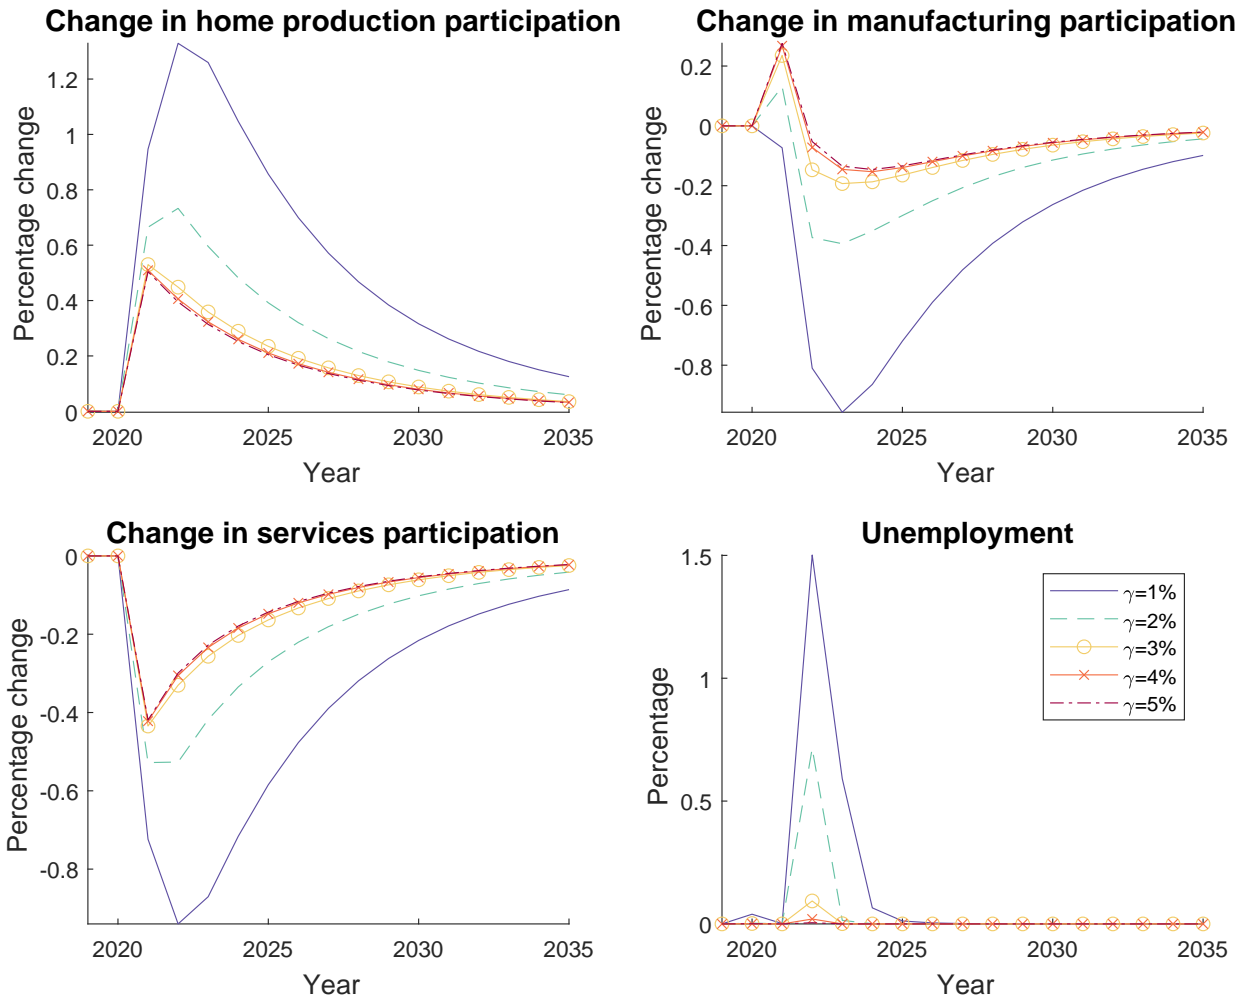 Change in home production participation
Percentage change
1.2
1
0.8
0.6
0.4
0.2
0
2020 2025 2030 2035
Year
Change in manufacturing participation
Percentage change
0.2
0
-0.2
-0.4
-0.6
-0.8
2020 2025 2030 2035
Year
Change in services participation
Percentage change
0
-0.2
-0.4
-0.6
-0.8
2020 2025 2030 2035
Year
Unemployment
Percentage
1.5
1
0.5
0
2020 2025 2030 2035
Year
γ=1%
γ=2%
γ=3%
γ=4%
γ=5%